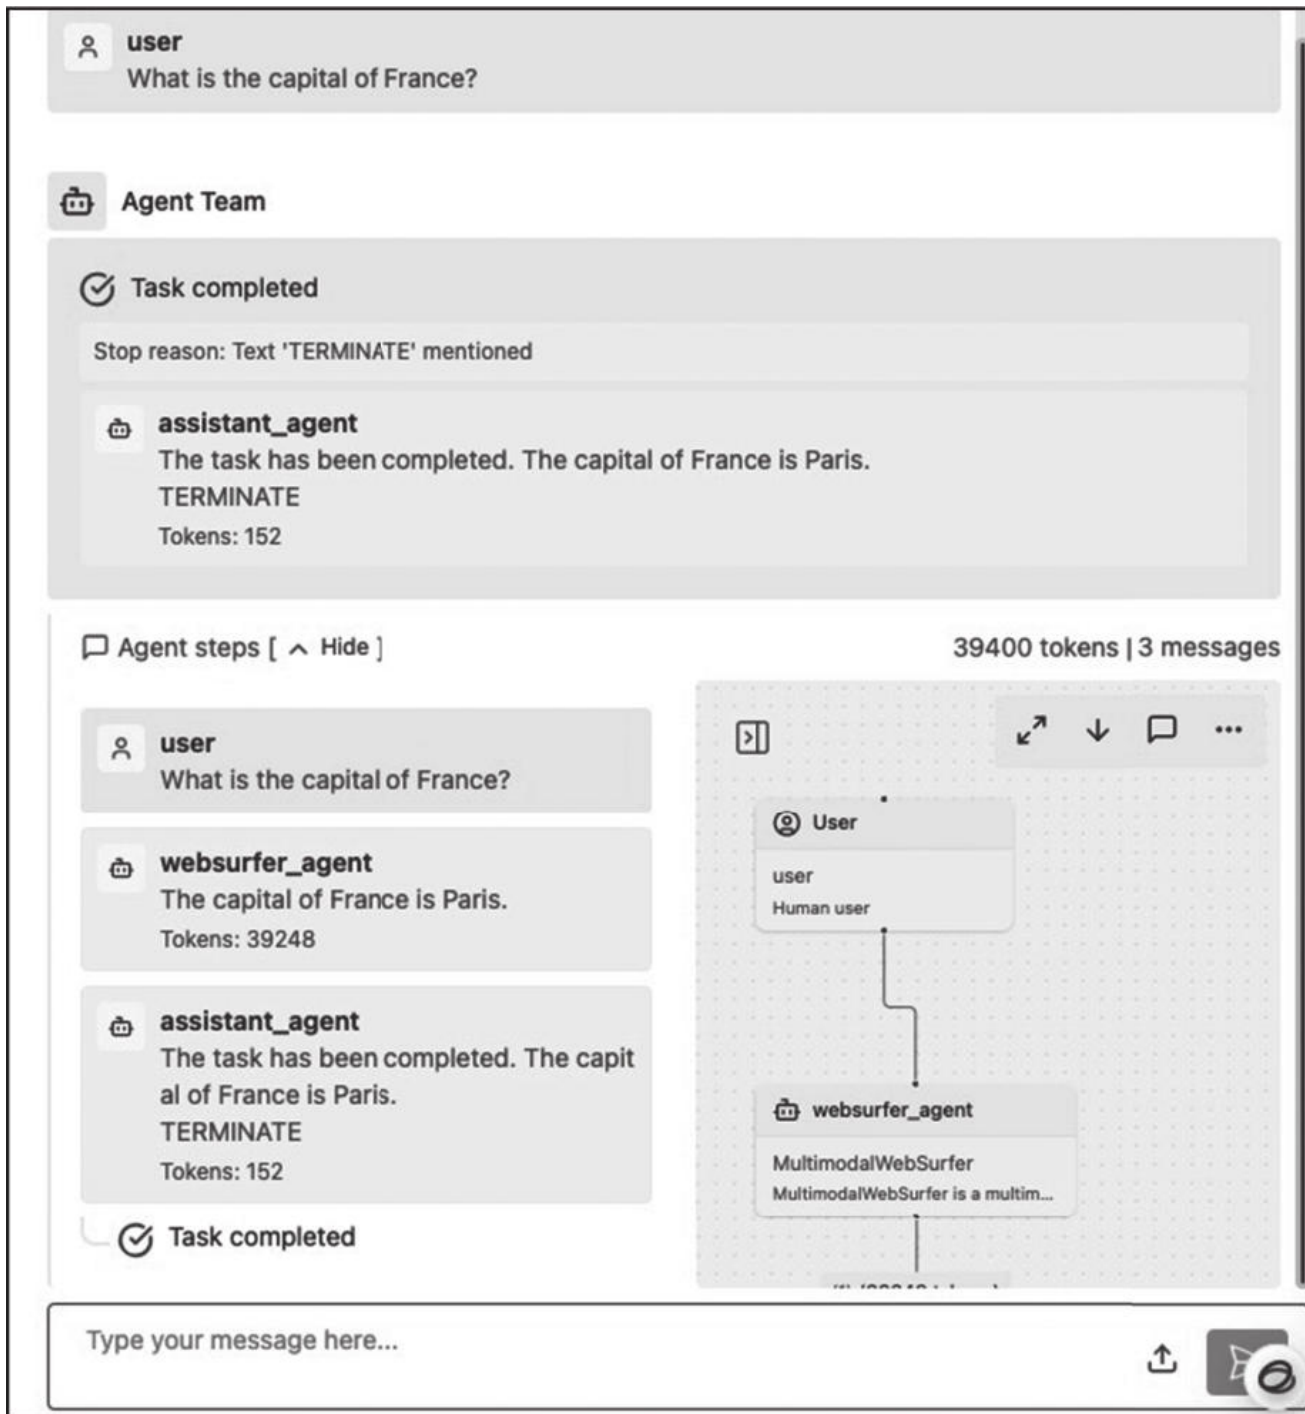 user
What is the capital of France?
Agent Team
Task completed
Stop reason: Text 'TERMINATE' mentioned
assistant_agent
The task has been completed. The capital of France is Paris.
TERMINATE
Tokens: 152
Agent steps [ Hide ]
39400 tokens | 3 messages
user
What is the capital of France?
websurfer_agent
The capital of France is Paris.
Tokens: 39248
assistant_agent
The task has been completed. The capit
al of France is Paris.
TERMINATE
Tokens: 152
Task completed
User
user
Human user
websurfer_agent
MultimodalWebSurfer
MultimodalWebSurfer is a multim...
Type your message here...